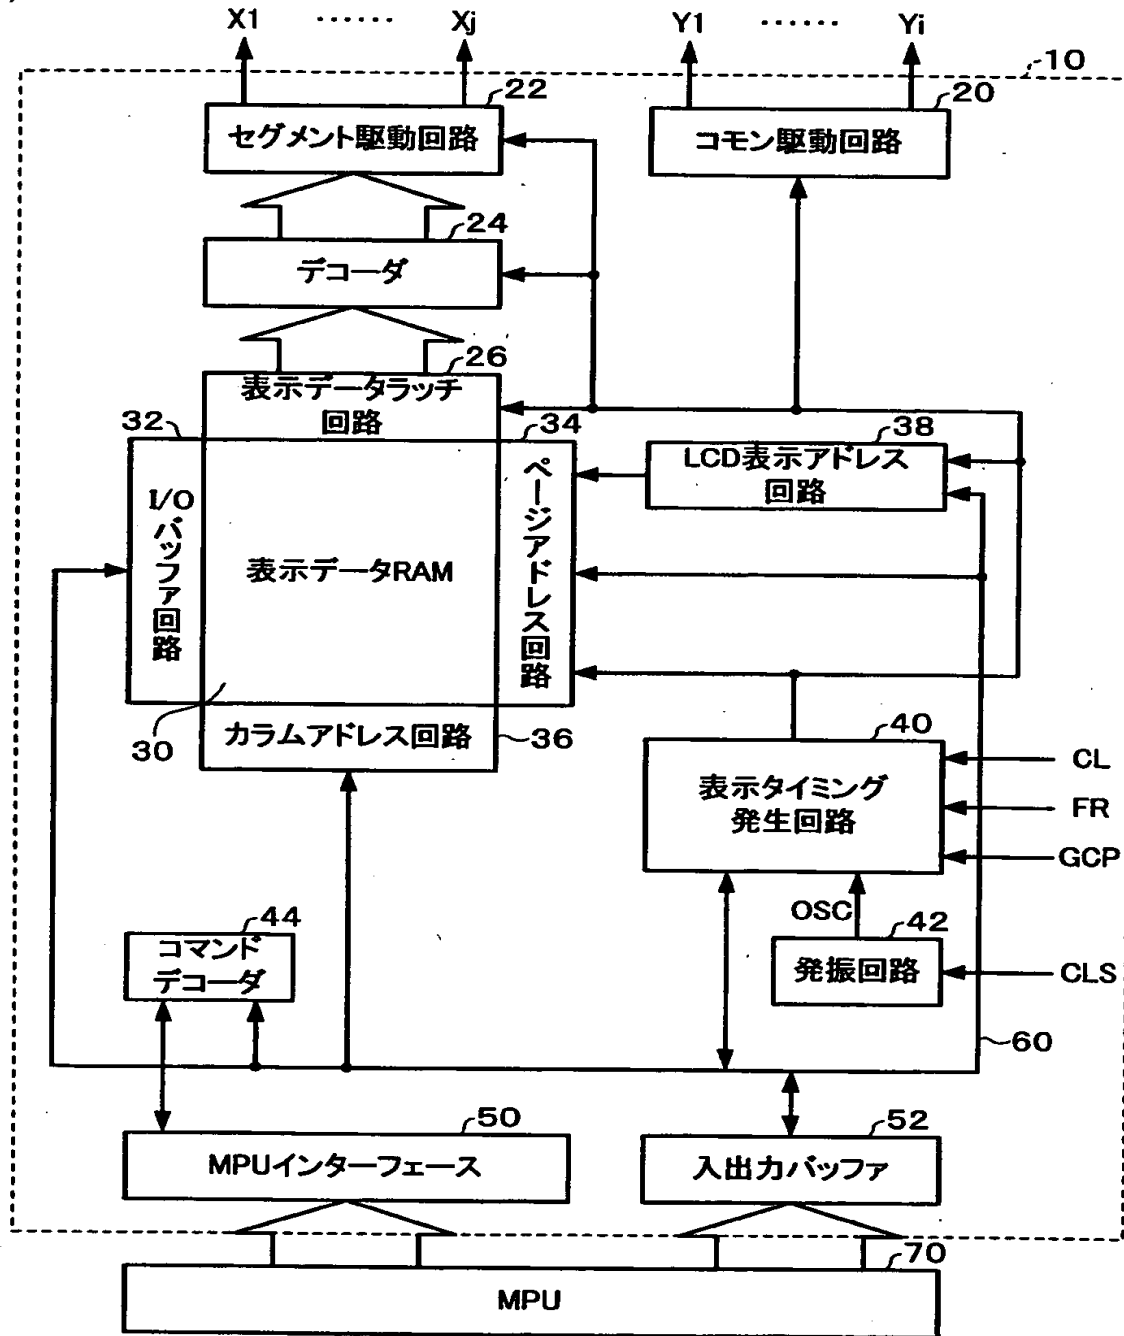 X1 ‥‥‥ Xj Y1 ‥‥‥ Yi
10
22
セグメント駆動回路
20
コモン駆動回路
24
デコーダ
26
表示データラッチ
回路
32
I/O
バッファ回路
34
ページアドレス回路
38
LCD表示アドレス
回路
表示データRAM
30
カラムアドレス回路
36
40
表示タイミング
発生回路
CL
FR
GCP
OSC
42
発振回路
CLS
44
コマンド
デコーダ
60
50
MPUインターフェース
52
入出力バッファ
70
MPU